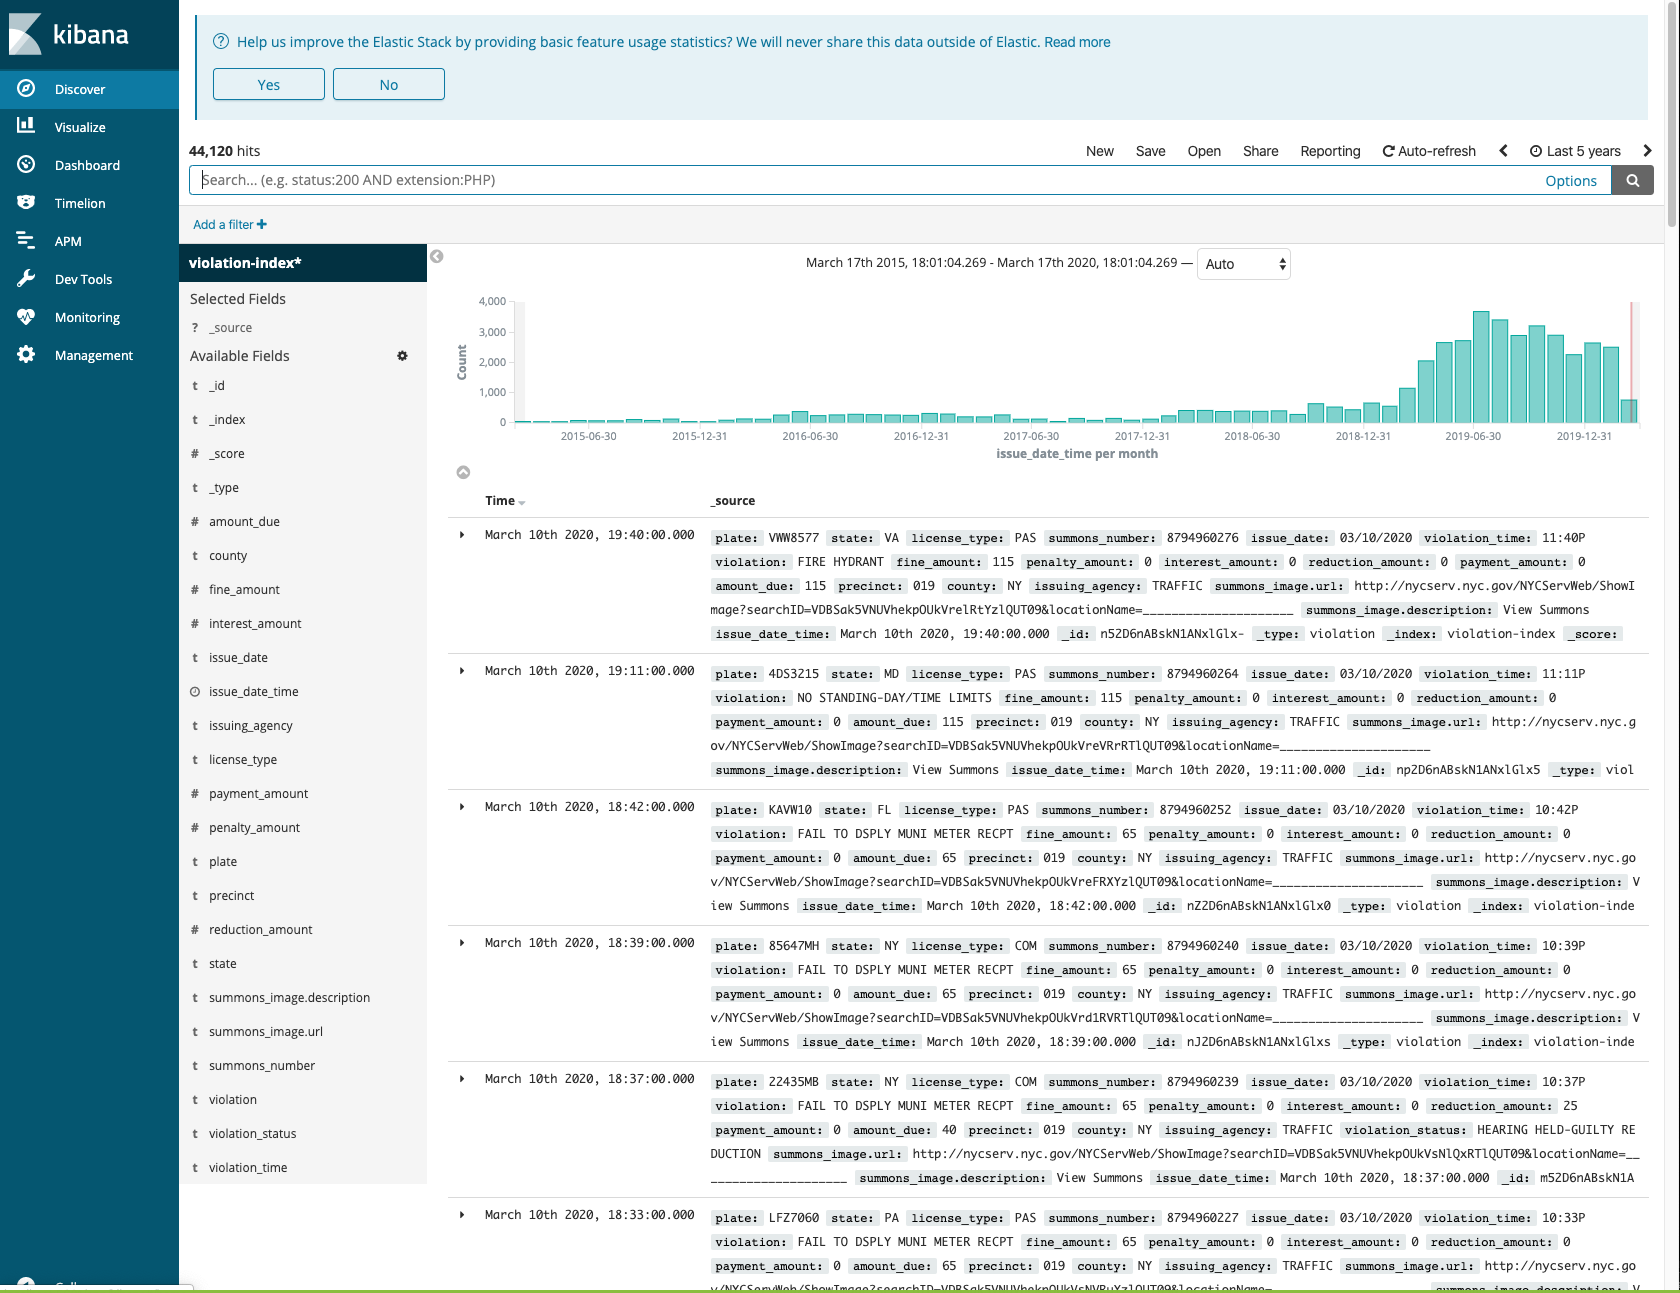 kibana
Discover
Visualize
Dashboard
Timelion
APM
Dev Tools
Monitoring
Management
Help us improve the Elastic Stack by providing basic feature usage statistics? We will never share this data outside of Elastic. Read more
Yes No
44,120 hits
New Save Open Share Reporting Auto-refresh Last 5 years
Search... (e.g. status:200 AND extension:PHP) Options
Add a filter +
violation-index*
Selected Fields
? _source
Available Fields
t _id
t _index
# _score
t _type
# amount_due
t county
# fine_amount
# interest_amount
t issue_date
issue_date_time
t issuing_agency
t license_type
# payment_amount
# penalty_amount
t plate
t precinct
# reduction_amount
t state
t summons_image.description
t summons_image.url
t summons_number
t violation
t violation_status
t violation_time
March 17th 2015, 18:01:04.269 - March 17th 2020, 18:01:04.269 — Auto
4,000
3,000
2,000
1,000
0
Count
2015-06-30 2015-12-31 2016-06-30 2016-12-31 2017-06-30 2017-12-31 2018-06-30 2018-12-31 2019-06-30 2019-12-31
issue_date_time per month
Time _source
March 10th 2020, 19:40:00.000 plate: VWW8577 state: VA license_type: PAS summons_number: 8794960276 issue_date: 03/10/2020 violation_time: 11:40P
violation: FIRE HYDRANT fine_amount: 115 penalty_amount: 0 interest_amount: 0 reduction_amount: 0 payment_amount: 0
amount_due: 115 precinct: 019 county: NY issuing_agency: TRAFFIC summons_image.url: http://nycserv.nyc.gov/NYCServWeb/ShowI
mage?searchID=VDBSak5VNUVhekpOUkVrelRtYzlQUT09&locationName=_____________________ summons_image.description: View Summons
issue_date_time: March 10th 2020, 19:40:00.000 _id: n52D6nABskN1ANxlGlx- _type: violation _index: violation-index _score:
March 10th 2020, 19:11:00.000 plate: 4DS3215 state: MD license_type: PAS summons_number: 8794960264 issue_date: 03/10/2020 violation_time: 11:11P
violation: NO STANDING-DAY/TIME LIMITS fine_amount: 115 penalty_amount: 0 interest_amount: 0 reduction_amount: 0
payment_amount: 0 amount_due: 115 precinct: 019 county: NY issuing_agency: TRAFFIC summons_image.url: http://nycserv.nyc.g
ov/NYCServWeb/ShowImage?searchID=VDBSak5VNUVhekpOUkVreVRrRTlQUT09&locationName=_____________________
summons_image.description: View Summons issue_date_time: March 10th 2020, 19:11:00.000 _id: np2D6nABskN1ANxlGlx5 _type: viol
March 10th 2020, 18:42:00.000 plate: KAVW10 state: FL license_type: PAS summons_number: 8794960252 issue_date: 03/10/2020 violation_time: 10:42P
violation: FAIL TO DSPLY MUNI METER RECPT fine_amount: 65 penalty_amount: 0 interest_amount: 0 reduction_amount: 0
payment_amount: 0 amount_due: 65 precinct: 019 county: NY issuing_agency: TRAFFIC summons_image.url: http://nycserv.nyc.go
v/NYCServWeb/ShowImage?searchID=VDBSak5VNUVhekpOUkVreFRXYzlQUT09&locationName=_____________________ summons_image.description: V
iew Summons issue_date_time: March 10th 2020, 18:42:00.000 _id: nZ2D6nABskN1ANxlGlx0 _type: violation _index: violation-inde
March 10th 2020, 18:39:00.000 plate: 85647MH state: NY license_type: COM summons_number: 8794960240 issue_date: 03/10/2020 violation_time: 10:39P
violation: FAIL TO DSPLY MUNI METER RECPT fine_amount: 65 penalty_amount: 0 interest_amount: 0 reduction_amount: 0
payment_amount: 0 amount_due: 65 precinct: 019 county: NY issuing_agency: TRAFFIC summons_image.url: http://nycserv.nyc.go
v/NYCServWeb/ShowImage?searchID=VDBSak5VNUVhekpOUkVrd1RVRTlQUT09&locationName=_____________________ summons_image.description: V
iew Summons issue_date_time: March 10th 2020, 18:39:00.000 _id: nJ2D6nABskN1ANxlGlxs _type: violation _index: violation-inde
March 10th 2020, 18:37:00.000 plate: 22435MB state: NY license_type: COM summons_number: 8794960239 issue_date: 03/10/2020 violation_time: 10:37P
violation: FAIL TO DSPLY MUNI METER RECPT fine_amount: 65 penalty_amount: 0 interest_amount: 0 reduction_amount: 25
payment_amount: 0 amount_due: 40 precinct: 019 county: NY issuing_agency: TRAFFIC violation_status: HEARING HELD-GUILTY RE
DUCTION summons_image.url: http://nycserv.nyc.gov/NYCServWeb/ShowImage?searchID=VDBSak5VNUVhekpOUkVsNlQxRTlQUT09&locationName=__
___________________ summons_image.description: View Summons issue_date_time: March 10th 2020, 18:37:00.000 _id: m52D6nABskN1A
March 10th 2020, 18:33:00.000 plate: LFZ7060 state: PA license_type: PAS summons_number: 8794960227 issue_date: 03/10/2020 violation_time: 10:33P
violation: FAIL TO DSPLY MUNI METER RECPT fine_amount: 65 penalty_amount: 0 interest_amount: 0 reduction_amount: 0
payment_amount: 0 amount_due: 65 precinct: 019 county: NY issuing_agency: TRAFFIC summons_image.url: http://nycserv.nyc.go